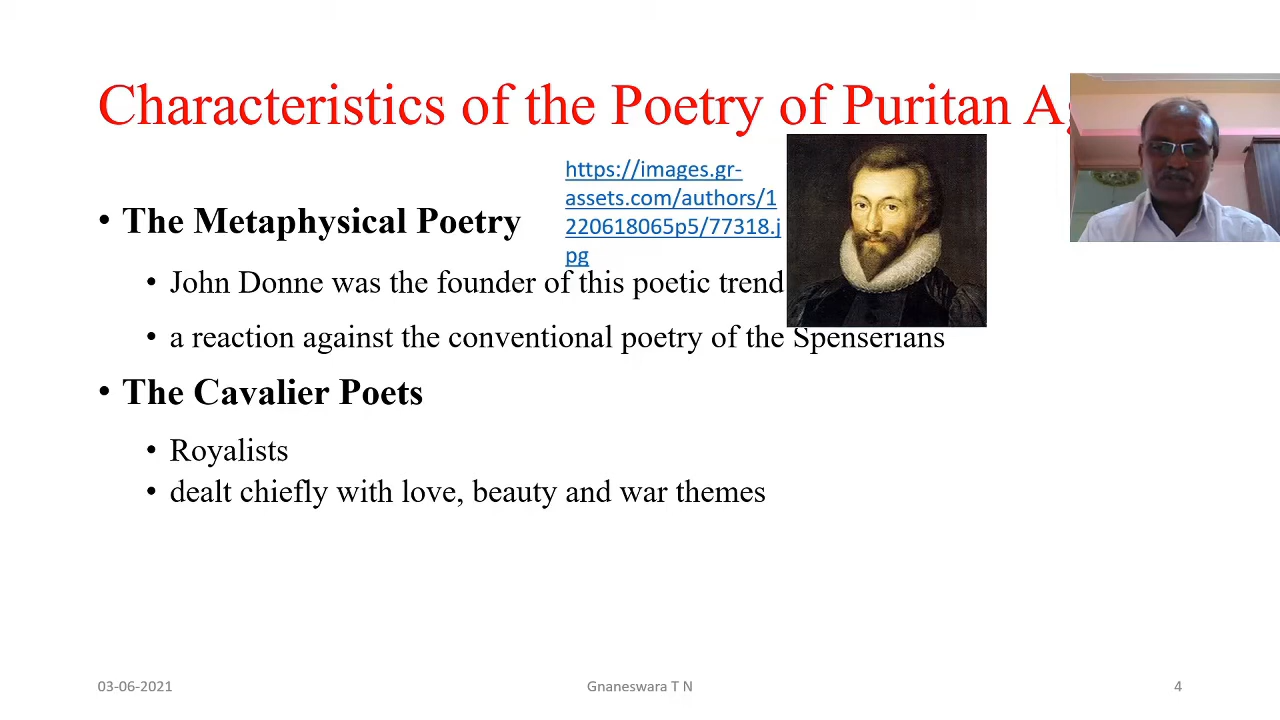 Characteristics of the Poetry of Puritan
https://images.gr-
assets.com/authors/1
220618065p5/77318.j
pg
• The Metaphysical Poetry
• John Donne was the founder of this poetic trend
• a reaction against the conventional poetry of the Spenserians
• The Cavalier Poets
• Royalists
• dealt chiefly with love, beauty and war themes
03-06-2021
Gnaneswara T N
4